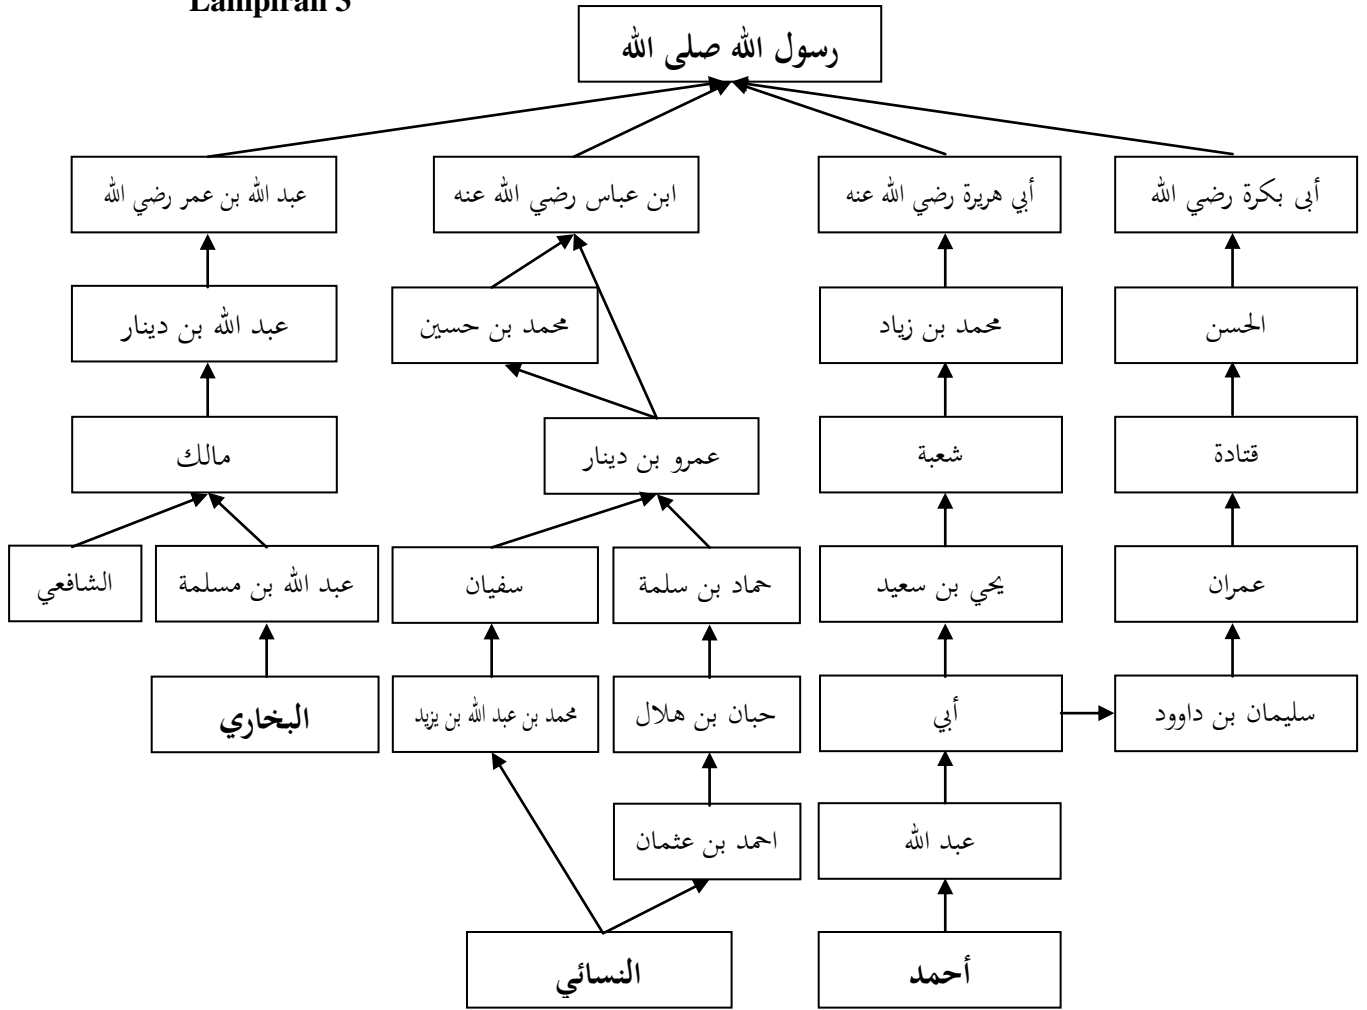 Lampiran 3
رسول الله صلى الله
عبد الله بن عمر رضي الله
ابن عباس رضي الله عنه
أبي هريرة رضي الله عنه
أبى بكرة رضي الله
عبد الله بن دينار
محمد بن حسين
محمد بن زياد
الحسن
مالك
عمرو بن دينار
شعبة
قتادة
الشافعي
عبد الله بن مسلمة
سفيان
حماد بن سلمة
يحي بن سعيد
عمران
البخاري
محمد بن عبد الله بن يزيد
حبان بن هلال
أبي
سليمان بن داوود
احمد بن عثمان
عبد الله
النسائي
أحمد